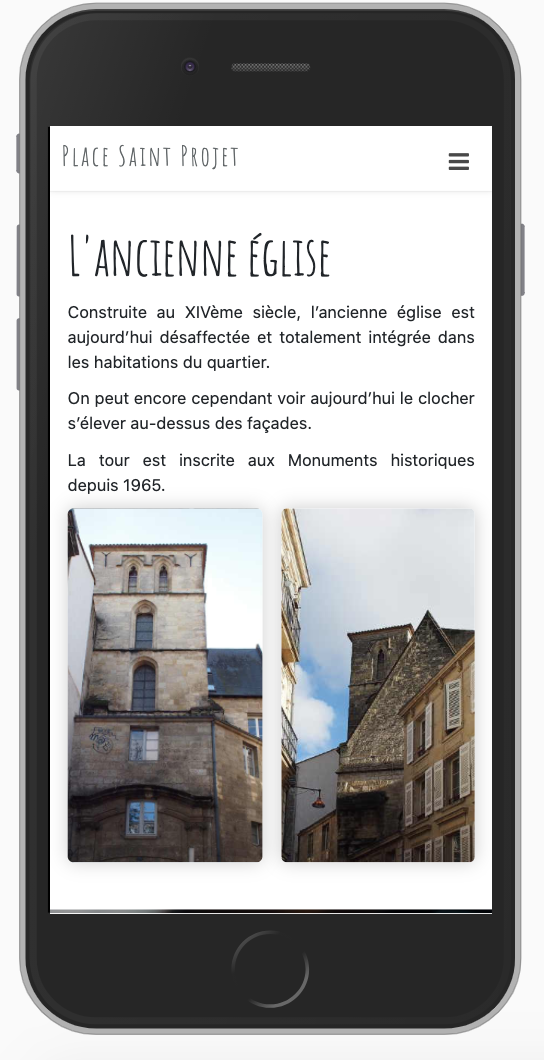 Place Saint Projet
L'ancienne église
Construite au XIVème siècle, l’ancienne église est
aujourd’hui désaffectée et totalement intégrée dans
les habitations du quartier.
On peut encore cependant voir aujourd’hui le clocher
s’élever au-dessus des façades.
La tour est inscrite aux Monuments historiques
depuis 1965.